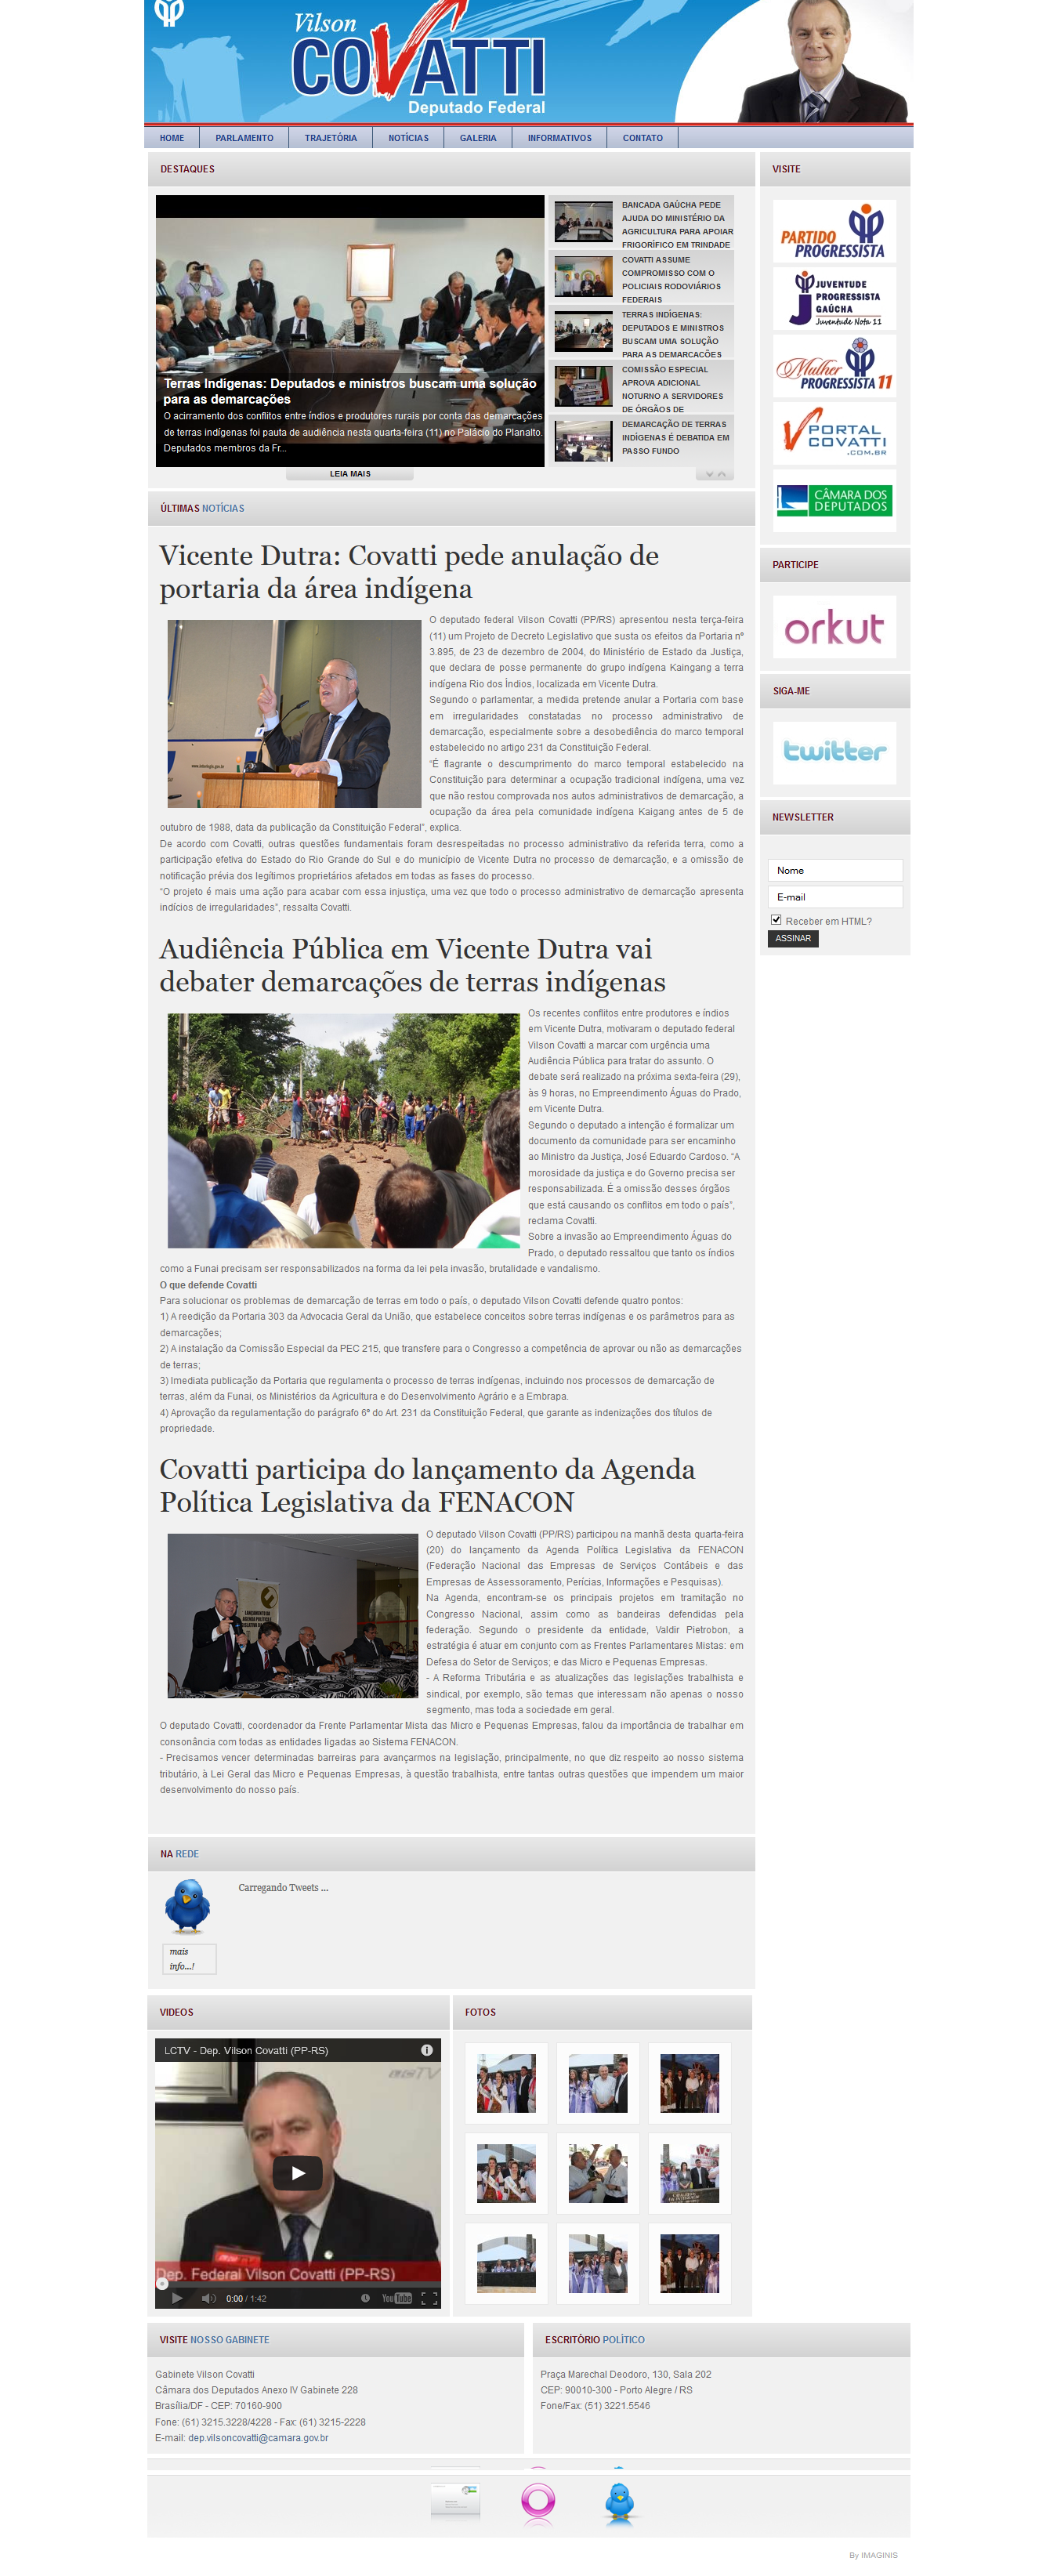 Vilson
COVATTI
Deputado Federal
HOME PARLAMENTO TRAJETÓRIA NOTÍCIAS GALERIA INFORMATIVOS CONTATO
DESTAQUES
Terras Indígenas: Deputados e ministros buscam uma solução
para as demarcações
O acirramento dos conflitos entre índios e produtores rurais por conta das demarcações
de terras indígenas foi pauta de audiência nesta quarta-feira (11) no Palácio do Planalto.
Deputados membros da Fr...
LEIA MAIS
BANCADA GAÚCHA PEDE
AJUDA DO MINISTÉRIO DA
AGRICULTURA PARA APOIAR
FRIGORÍFICO EM TRINDADE
COVATTI ASSUME
COMPROMISSO COM O
POLICIAIS RODOVIÁRIOS
FEDERAIS
TERRAS INDÍGENAS:
DEPUTADOS E MINISTROS
BUSCAM UMA SOLUÇÃO
PARA AS DEMARCAÇÕES
COMISSÃO ESPECIAL
APROVA ADICIONAL
NOTURNO A SERVIDORES
DE ÓRGÃOS DE
DEMARCAÇÃO DE TERRAS
INDÍGENAS É DEBATIDA EM
PASSO FUNDO
ÚLTIMAS NOTÍCIAS
Vicente Dutra: Covatti pede anulação de
portaria da área indígena
O deputado federal Vilson Covatti (PP/RS) apresentou nesta terça-feira
(11) um Projeto de Decreto Legislativo que susta os efeitos da Portaria nº
3.895, de 23 de dezembro de 2004, do Ministério de Estado da Justiça,
que declara de posse permanente do grupo indígena Kaingang a terra
indígena Rio dos Índios, localizada em Vicente Dutra.
Segundo o parlamentar, a medida pretende anular a Portaria com base
em irregularidades constatadas no processo administrativo de
demarcação, especialmente sobre a desobediência do marco temporal
estabelecido no artigo 231 da Constituição Federal.
“É flagrante o descumprimento do marco temporal estabelecido na
Constituição para determinar a ocupação tradicional indígena, uma vez
que não restou comprovada nos autos administrativos de demarcação, a
ocupação da área pela comunidade indígena Kaigang antes de 5 de
outubro de 1988, data da publicação da Constituição Federal”, explica.
De acordo com Covatti, outras questões fundamentais foram desrespeitadas no processo administrativo da referida terra, como a
participação efetiva do Estado do Rio Grande do Sul e do município de Vicente Dutra no processo de demarcação, e a omissão de
notificação prévia dos legítimos proprietários afetados em todas as fases do processo.
“O projeto é mais uma ação para acabar com essa injustiça, uma vez que todo o processo administrativo de demarcação apresenta
indícios de irregularidades”, ressalta Covatti.
Audiência Pública em Vicente Dutra vai
debater demarcações de terras indígenas
Os recentes conflitos entre produtores e índios
em Vicente Dutra, motivaram o deputado federal
Vilson Covatti a marcar com urgência uma
Audiência Pública para tratar do assunto. O
debate será realizado na próxima sexta-feira (29),
às 9 horas, no Empreendimento Águas do Prado,
em Vicente Dutra.
Segundo o deputado a intenção é formalizar um
documento da comunidade para ser encaminho
ao Ministro da Justiça, José Eduardo Cardoso. “A
morosidade da justiça e do Governo precisa ser
responsabilizada. É a omissão desses órgãos
que está causando os conflitos em todo o país”,
reclama Covatti.
Sobre a invasão ao Empreendimento Águas do
Prado, o deputado ressaltou que tanto os índios
como a Funai precisam ser responsabilizados na forma da lei pela invasão, brutalidade e vandalismo.
O que defende Covatti
Para solucionar os problemas de demarcação de terras em todo o país, o deputado Vilson Covatti defende quatro pontos:
1) A reedição da Portaria 303 da Advocacia Geral da União, que estabelece conceitos sobre terras indígenas e os parâmetros para as
demarcações;
2) A instalação da Comissão Especial da PEC 215, que transfere para o Congresso a competência de aprovar ou não as demarcações
de terras;
3) Imediata publicação da Portaria que regulamenta o processo de terras indígenas, incluindo nos processos de demarcação de
terras, além da Funai, os Ministérios da Agricultura e do Desenvolvimento Agrário e a Embrapa.
4) Aprovação da regulamentação do parágrafo 6º do Art. 231 da Constituição Federal, que garante as indenizações dos títulos de
propriedade.
Covatti participa do lançamento da Agenda
Política Legislativa da FENACON
O deputado Vilson Covatti (PP/RS) participou na manhã desta quarta-feira
(20) do lançamento da Agenda Política Legislativa da FENACON
(Federação Nacional das Empresas de Serviços Contábeis e das
Empresas de Assessoramento, Perícias, Informações e Pesquisas).
Na Agenda, encontram-se os principais projetos em tramitação no
Congresso Nacional, assim como as bandeiras defendidas pela
federação. Segundo o presidente da entidade, Valdir Pietrobon, a
estratégia é atuar em conjunto com as Frentes Parlamentares Mistas: em
Defesa do Setor de Serviços; e das Micro e Pequenas Empresas.
- A Reforma Tributária e as atualizações das legislações trabalhista e
sindical, por exemplo, são temas que interessam não apenas o nosso
segmento, mas toda a sociedade em geral.
O deputado Covatti, coordenador da Frente Parlamentar Mista das Micro e Pequenas Empresas, falou da importância de trabalhar em
consonância com todas as entidades ligadas ao Sistema FENACON.
- Precisamos vencer determinadas barreiras para avançarmos na legislação, principalmente, no que diz respeito ao nosso sistema
tributário, à Lei Geral das Micro e Pequenas Empresas, à questão trabalhista, entre tantas outras questões que impendem um maior
desenvolvimento do nosso país.
NA REDE
Carregando Tweets ...
mais
info...!
VIDEOS
LCTV - Dep. Vilson Covatti (PP-RS)
Dep. Federal Vilson Covatti (PP-RS)
0:00 / 1:42
YouTube
FOTOS
VISITE
PARTIDO
PROGRESSISTA
JUVENTUDE
PROGRESSISTA
GAÚCHA
Juventude Nota 11
Mulher
PROGRESSISTA 11
PORTAL
COVATTI
.COM.BR
CÂMARA DOS
DEPUTADOS
PARTICIPE
orkut
SIGA-ME
twitter
NEWSLETTER
Nome
E-mail
Receber em HTML?
ASSINAR
VISITE NOSSO GABINETE
Gabinete Vilson Covatti
Câmara dos Deputados Anexo IV Gabinete 228
Brasília/DF - CEP: 70160-900
Fone: (61) 3215.3228/4228 - Fax: (61) 3215-2228
E-mail: dep.vilsoncovatti@camara.gov.br
ESCRITÓRIO POLÍTICO
Praça Marechal Deodoro, 130, Sala 202
CEP: 90010-300 - Porto Alegre / RS
Fone/Fax: (51) 3221.5546
By IMAGINIS